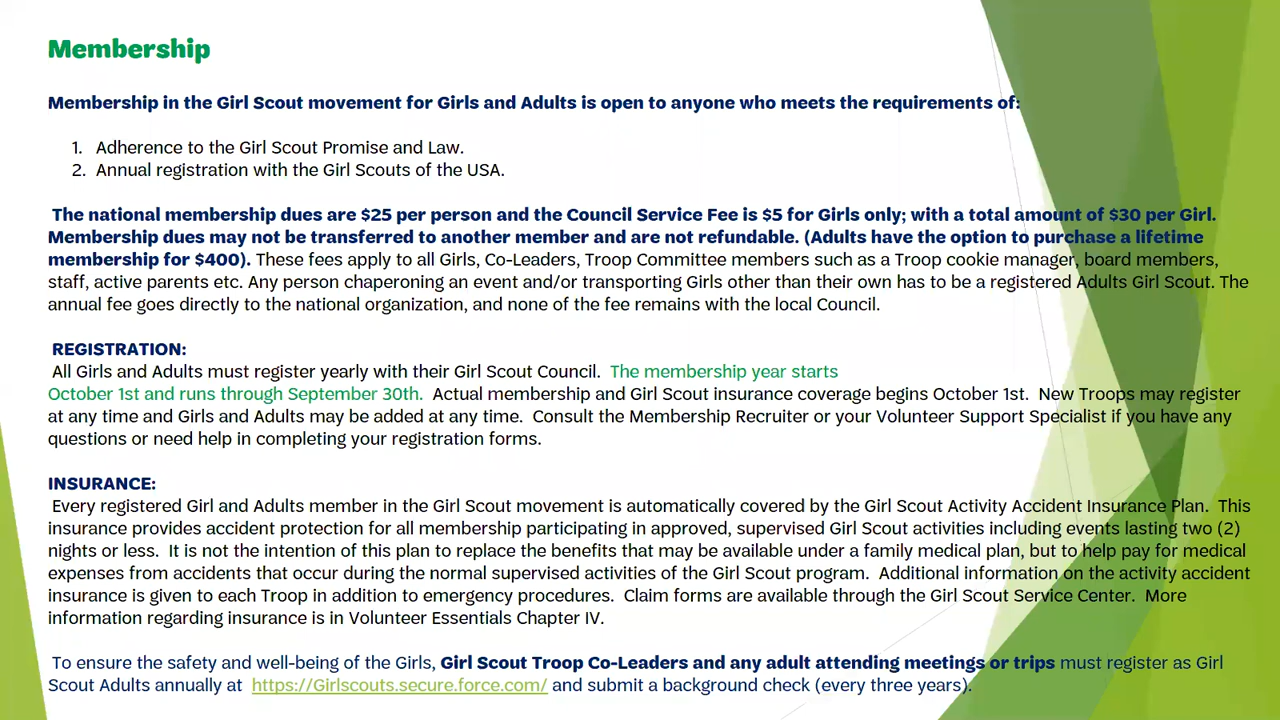 Membership
Membership in the Girl Scout movement for Girls and Adults is open to anyone who meets the requirements of:
1. Adherence to the Girl Scout Promise and Law.
2. Annual registration with the Girl Scouts of the USA.
The national membership dues are $25 per person and the Council Service Fee is $5 for Girls only; with a total amount of $30 per Girl.
Membership dues may not be transferred to another member and are not refundable. (Adults have the option to purchase a lifetime
membership for $400). These fees apply to all Girls, Co-Leaders, Troop Committee members such as a Troop cookie manager, board members,
staff, active parents etc. Any person chaperoning an event and/or transporting Girls other than their own has to be a registered Adults Girl Scout. The
annual fee goes directly to the national organization, and none of the fee remains with the local Council.
REGISTRATION:
All Girls and Adults must register yearly with their Girl Scout Council. The membership year starts
October 1st and runs through September 30th. Actual membership and Girl Scout insurance coverage begins October 1st. New Troops may register
at any time and Girls and Adults may be added at any time. Consult the Membership Recruiter or your Volunteer Support Specialist if you have any
questions or need help in completing your registration forms.
INSURANCE:
Every registered Girl and Adults member in the Girl Scout movement is automatically covered by the Girl Scout Activity Accident Insurance Plan. This
insurance provides accident protection for all membership participating in approved, supervised Girl Scout activities including events lasting two (2)
nights or less. It is not the intention of this plan to replace the benefits that may be available under a family medical plan, but to help pay for medical
expenses from accidents that occur during the normal supervised activities of the Girl Scout program. Additional information on the activity accident
insurance is given to each Troop in addition to emergency procedures. Claim forms are available through the Girl Scout Service Center. More
information regarding insurance is in Volunteer Essentials Chapter IV.
To ensure the safety and well-being of the Girls, Girl Scout Troop Co-Leaders and any adult attending meetings or trips must register as Girl
Scout Adults annually at https://Girlscouts.secure.force.com/ and submit a background check (every three years).